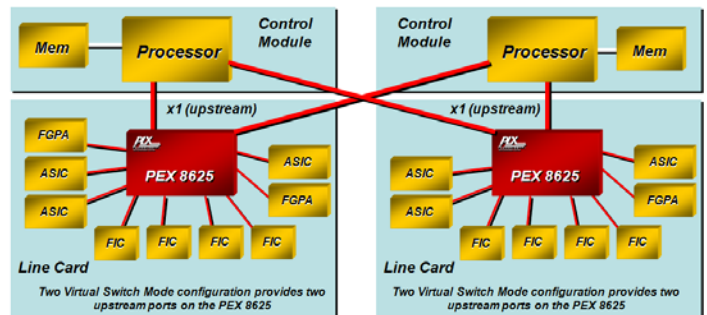 Mem
Processor
Control
Module
Control
Module
Processor
Mem
x1 (upstream)
x1 (upstream)
FGPA
ASIC
ASIC
PLX
PEX 8625
ASIC
FGPA
FIC
FIC
FIC
FIC
Line Card
Two Virtual Switch Mode configuration provides two
upstream ports on the PEX 8625
ASIC
ASIC
PLX
PEX 8625
ASIC
FGPA
FIC
FIC
FIC
FIC
Line Card
Two Virtual Switch Mode configuration provides two
upstream ports on the PEX 8625